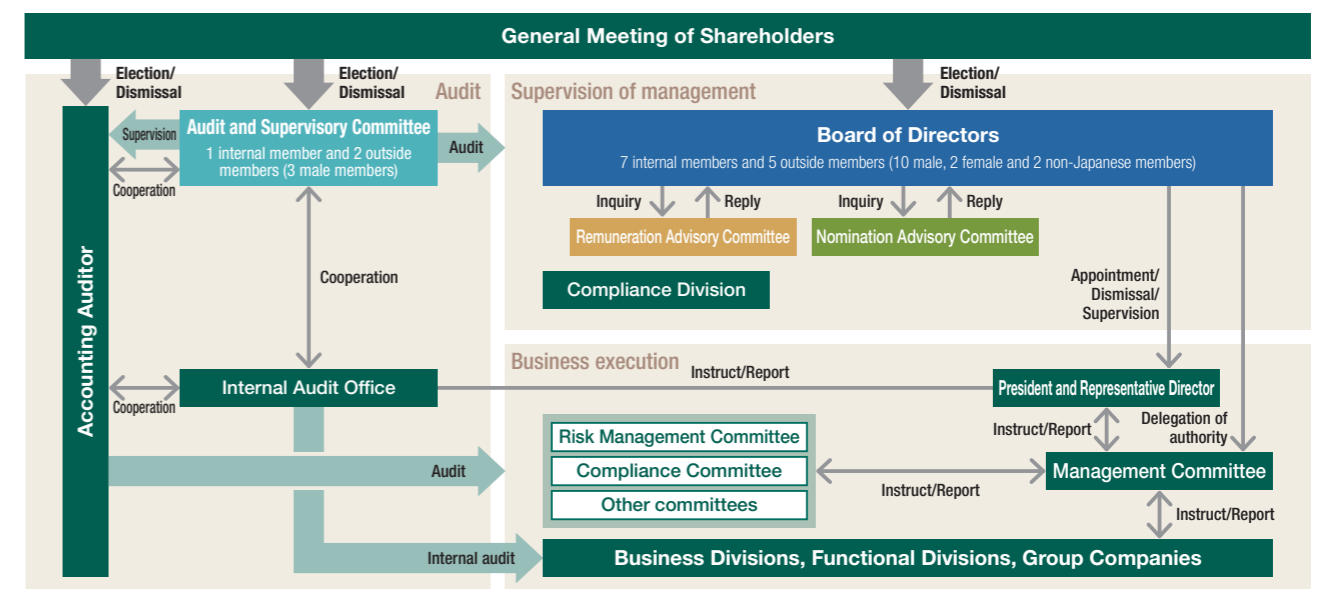 General Meeting of Shareholders
Election/
Dismissal
Election/
Dismissal
Election/
Dismissal
Audit
Supervision of management
Supervision
Audit and Supervisory Committee
1 internal member and 2 outside
members (3 male members)
Audit
Board of Directors
7 internal members and 5 outside members (10 male, 2 female and 2 non-Japanese members)
Cooperation
Inquiry
Reply
Inquiry
Reply
Remuneration Advisory Committee
Nomination Advisory Committee
Accounting Auditor
Cooperation
Compliance Division
Appointment/
Dismissal/
Supervision
Business execution
Internal Audit Office
Instruct/Report
President and Representative Director
Cooperation
Risk Management Committee
Compliance Committee
Other committees
Instruct/Report
Delegation of
authority
Audit
Instruct/Report
Management Committee
Instruct/Report
Internal audit
Business Divisions, Functional Divisions, Group Companies